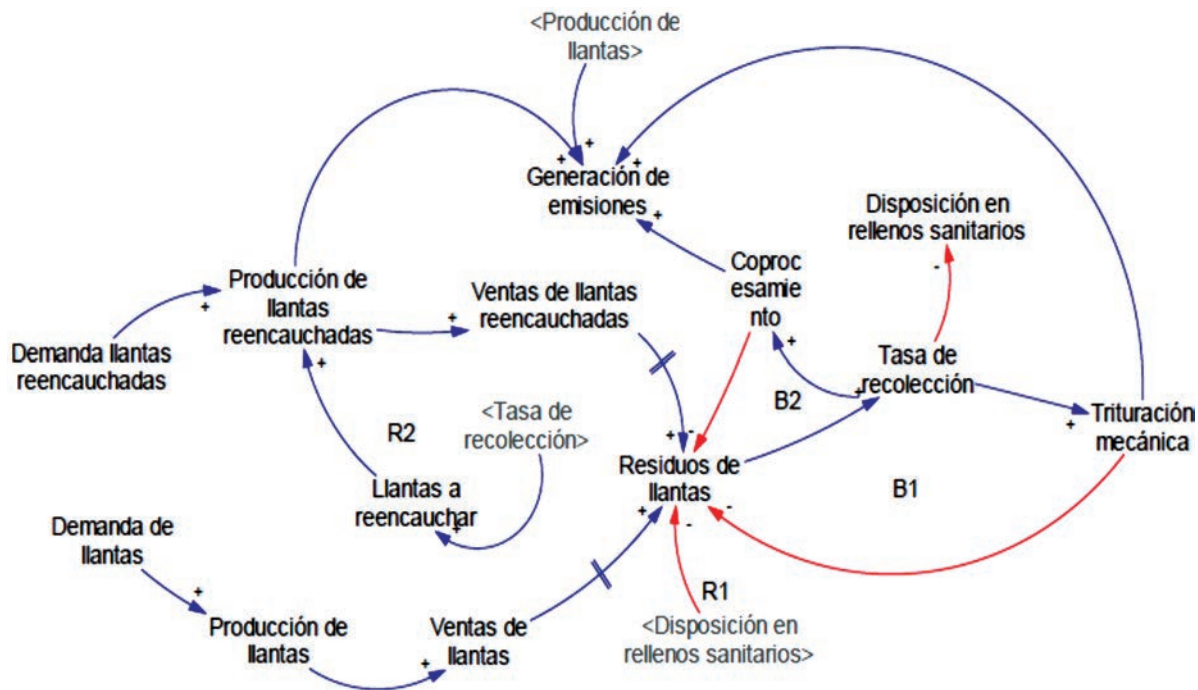 <Producción de
llantas>
+
+
+
Generación de
emisiones
+
Disposición en
rellenos sanitarios
-
Coproc
esamie
nto
+
Producción de
llantas
reencauchadas
+
+
Ventas de llantas
reencauchadas
+
Demanda llantas
reencauchadas
Tasa de
recolección
+
Trituración
mecánica
+
B2
B1
R2
<Tasa de
recolección>
Llantas a
reencauchar
+
Residuos de
llantas
+
-
+
-
-
Demanda de
llantas
+
Producción de
llantas
Ventas de
llantas
+
R1
<Disposición en
rellenos sanitarios>